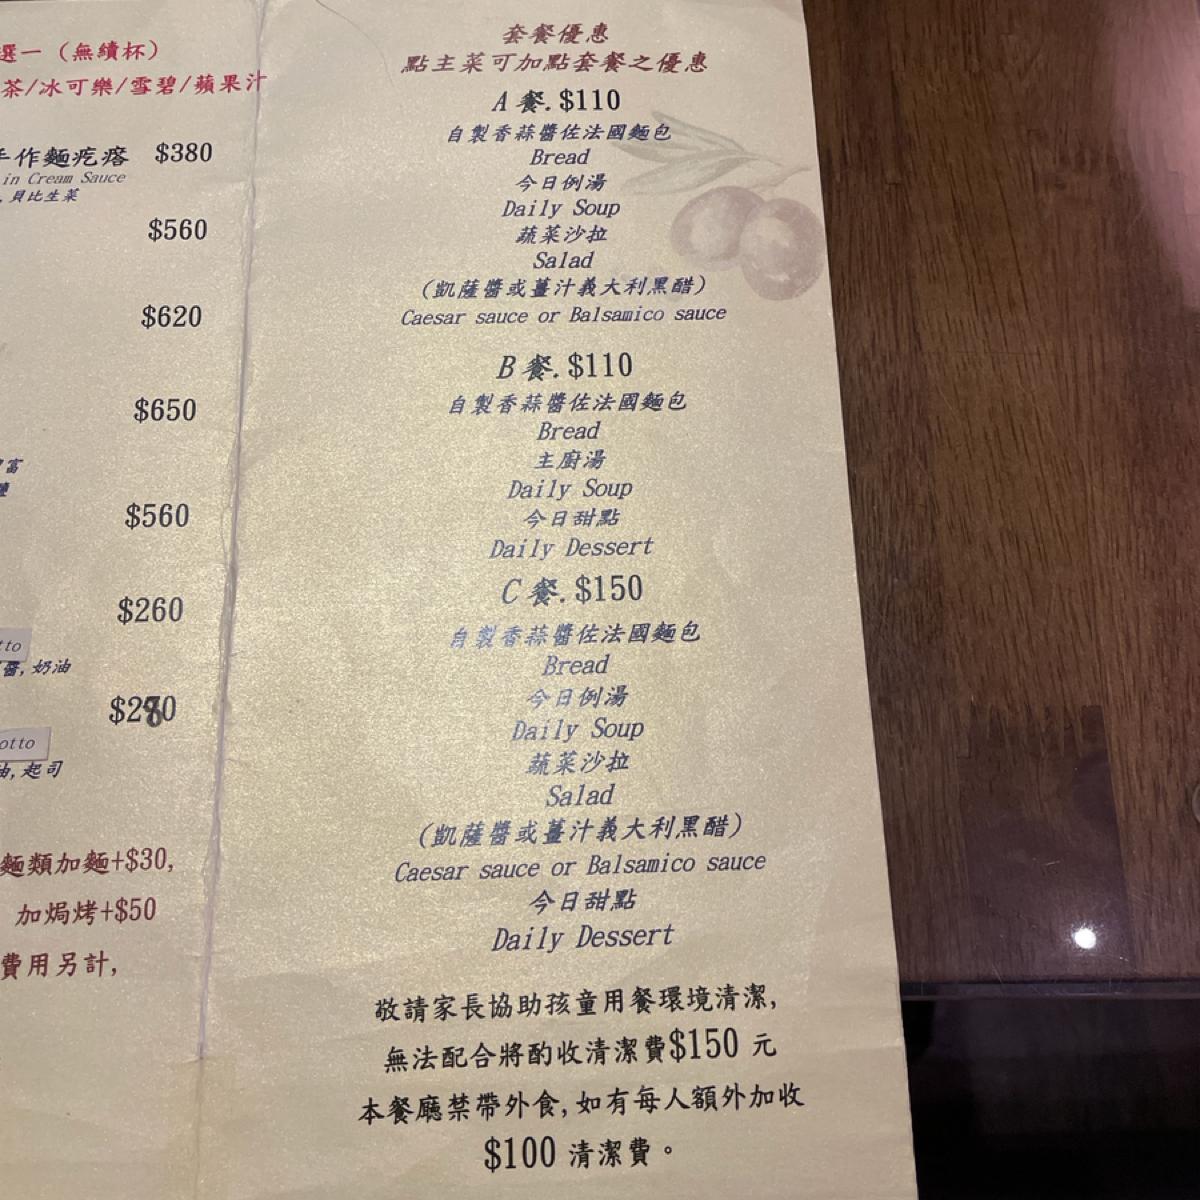 選一（無續杯）
茶/冰可樂/雪碧/蘋果汁
手作麵疙瘩 $380
in Cream Sauce
,貝比生菜
$560
$620
$650
富
$560
$260
tto
醬,奶油
$280
otto
油,起司
麵類加麵+$30,
加焗烤+$50
費用另計,
套餐優惠
點主菜可加點套餐之優惠
A 餐. $110
自製香蒜醬佐法國麵包
Bread
今日例湯
Daily Soup
蔬菜沙拉
Salad
(凱薩醬或薑汁義大利黑醋)
Caesar sauce or Balsamico sauce
B 餐. $110
自製香蒜醬佐法國麵包
Bread
主廚湯
Daily Soup
今日甜點
Daily Dessert
C 餐. $150
自製香蒜醬佐法國麵包
Bread
今日例湯
Daily Soup
蔬菜沙拉
Salad
(凱薩醬或薑汁義大利黑醋)
Caesar sauce or Balsamico sauce
今日甜點
Daily Dessert
敬請家長協助孩童用餐環境清潔,
無法配合將酌收清潔費$150 元
本餐廳禁帶外食,如有每人額外加收
$100 清潔費。